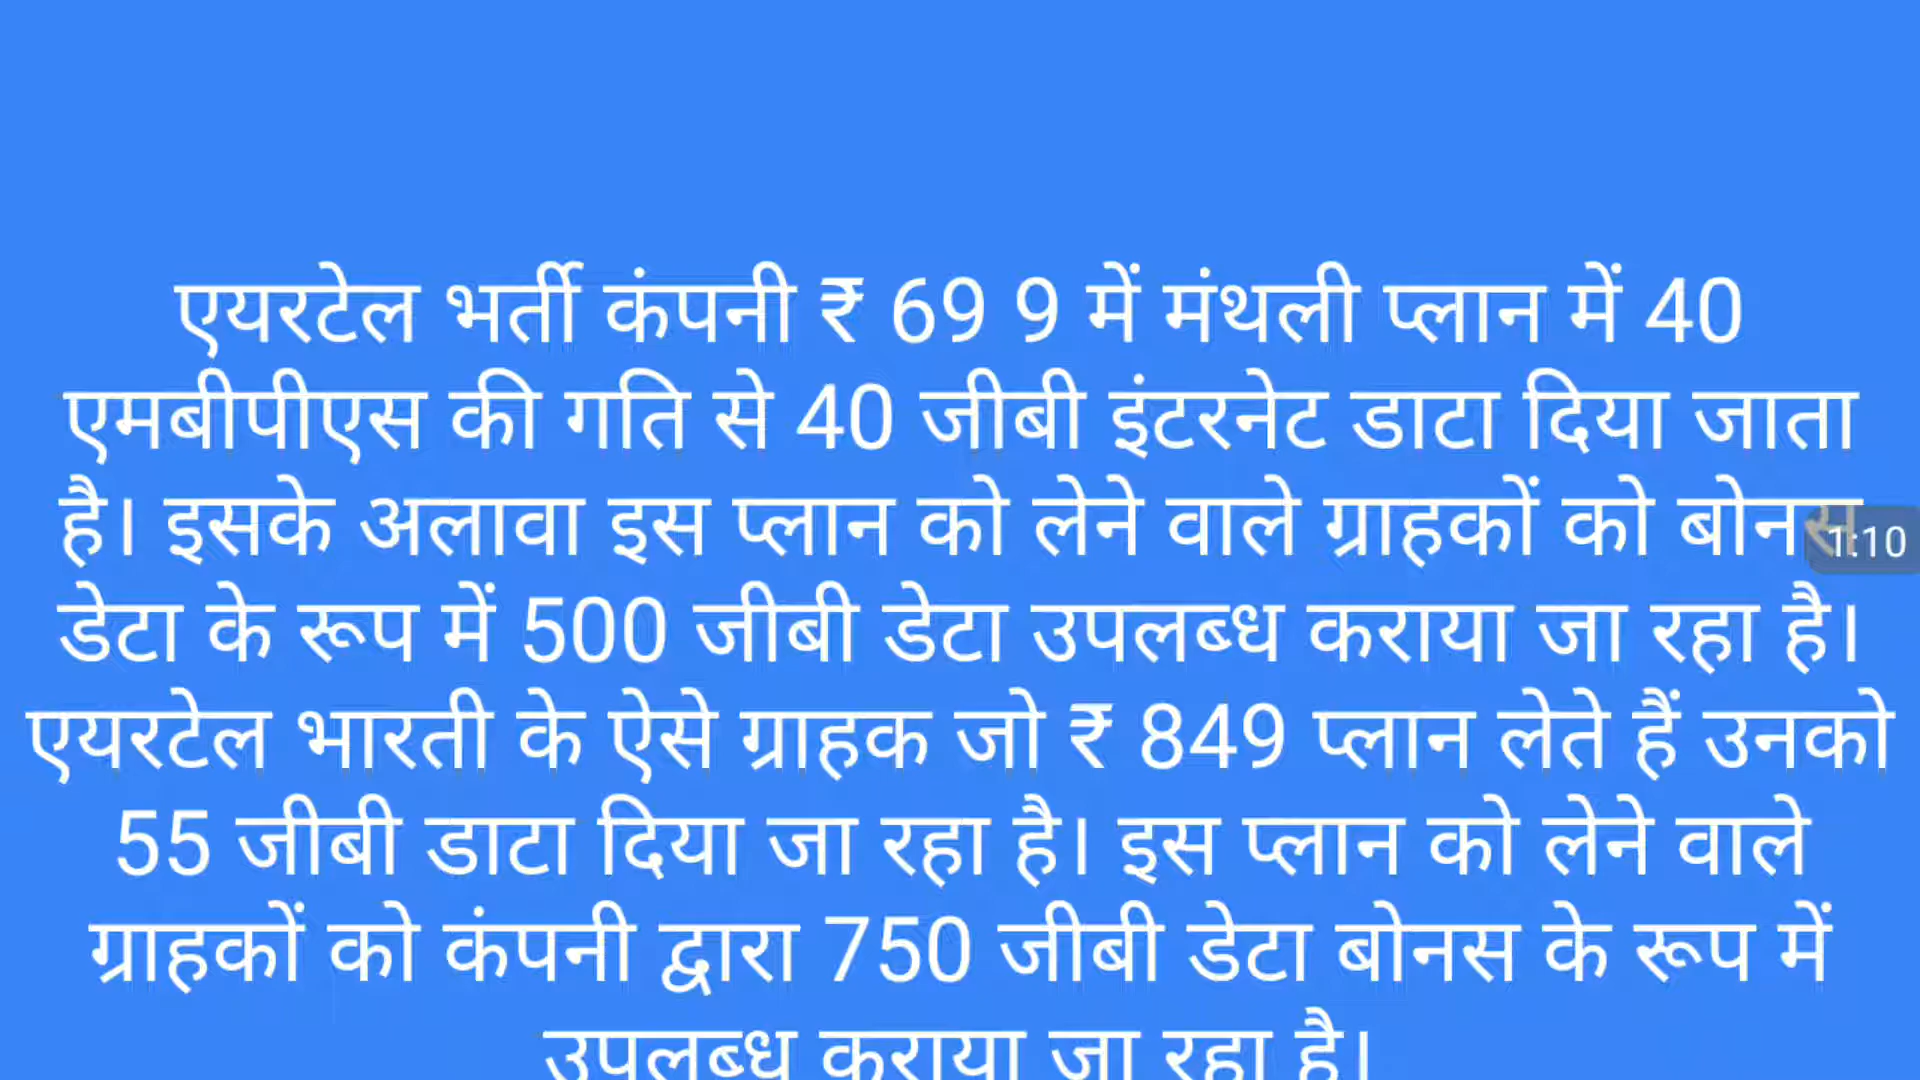 एयरटेल भर्ती कंपनी ₹ 69 9 में मंथली प्लान में 40
एमबीपीएस की गति से 40 जीबी इंटरनेट डाटा दिया जाता
है। इसके अलावा इस प्लान को लेने वाले ग्राहकों को बोनस
1:10
डेटा के रूप में 500 जीबी डेटा उपलब्ध कराया जा रहा है।
एयरटेल भारती के ऐसे ग्राहक जो ₹ 849 प्लान लेते हैं उनको
55 जीबी डाटा दिया जा रहा है। इस प्लान को लेने वाले
ग्राहकों को कंपनी द्वारा 750 जीबी डेटा बोनस के रूप में
उपलब्ध कराया जा रहा है।